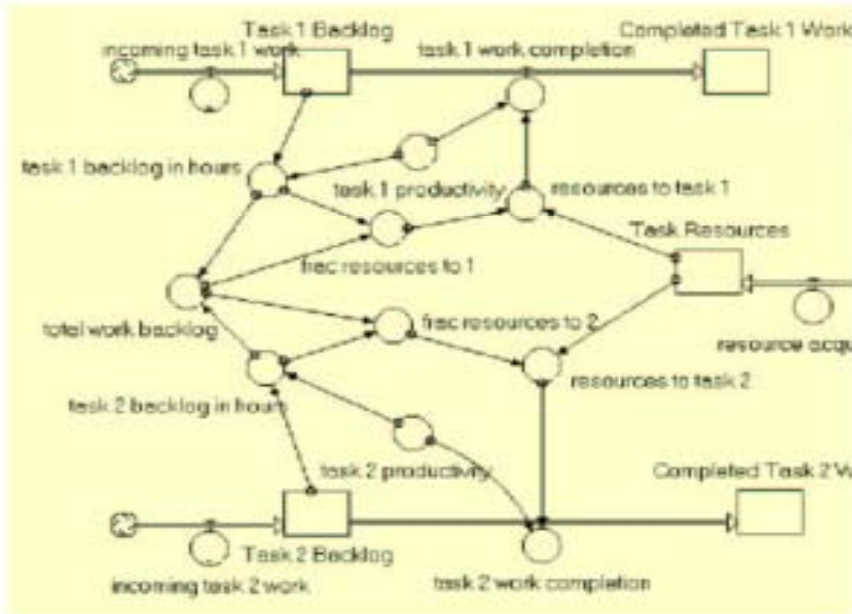 Task 1 Backlog
Completed Task 1 Work
incoming task 1 work
task 1 work completion
task 1 backlog in hours
task 1 productivity
resources to task 1
Task Resources
frac resources to 1
total work backlog
frac resources to 2
resource acqu
resources to task 2
task 2 backlog in hours
task 2 productivity
Completed Task 2 W
Task 2 Backlog
incoming task 2 work
task 2 work completion